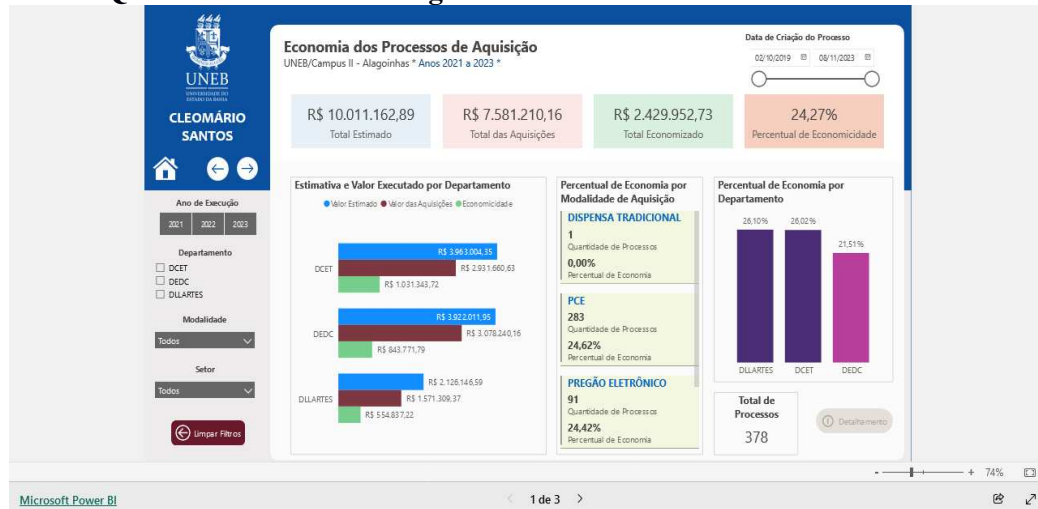 UNEB
UNIVERSIDADE DO
ESTADO DA BAHIA
CLEOMÁRIO
SANTOS
Ano de Execução
2021 2022 2023
Departamento
DCET
DEDC
DLLARTES
Modalidade
Todos
Setor
Todos
Limpar Filtros
Economia dos Processos de Aquisição
UNEB/Campus II - Alagoinhas * Anos 2021 a 2023 *
Data de Criação do Processo
02/10/2019 08/11/2023
R$ 10.011.162,89
Total Estimado
R$ 7.581.210,16
Total das Aquisições
R$ 2.429.952,73
Total Economizado
24,27%
Percentual de Economicidade
Estimativa e Valor Executado por Departamento
Valor Estimado Valor das Aquisições Economicidade
R$ 3.963.004,35
DCET R$ 2.931.660,63
R$ 1.031.343,72
R$ 3.922.011,95
DEDC R$ 3.078.240,16
R$ 843.771,79
R$ 2.126.146,59
DLLARTES R$ 1.571.309,37
R$ 554.837,22
Percentual de Economia por
Modalidade de Aquisição
DISPENSA TRADICIONAL
1
Quantidade de Processos
0,00%
Percentual de Economia
PCE
283
Quantidade de Processos
24,62%
Percentual de Economia
PREGÃO ELETRÔNICO
91
Quantidade de Processos
24,42%
Percentual de Economia
Percentual de Economia por
Departamento
26,10% 26,02% 21,51%
DLLARTES DCET DEDC
Total de
Processos
378
Detalhamento
- + 74%
Microsoft Power BI
1 de 3